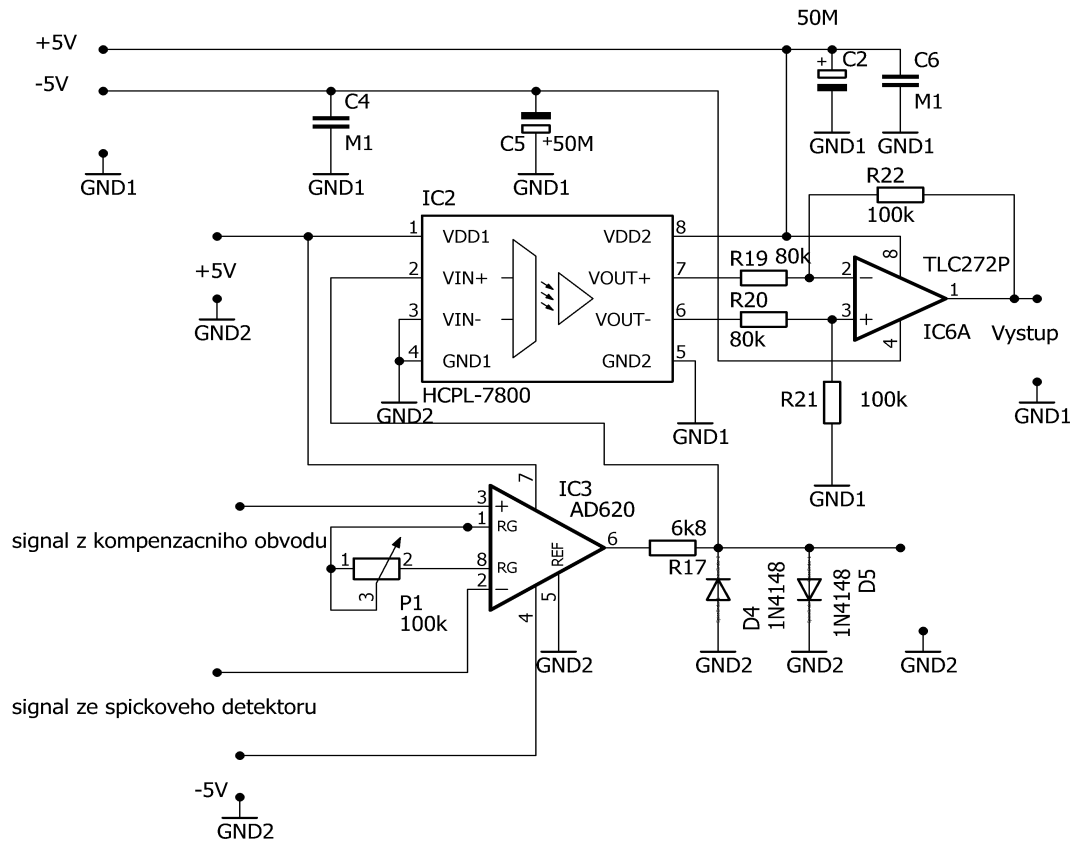 50M
+5V
C2
C6
-5V
C4
+
M1
M1
C5
+50M
GND1
GND1
GND1
GND1
GND1
R22
IC2
100k
1
VDD1
VDD2
8
+5V
2
VIN+
VOUT+
7
R19
80k
2
−
8
TLC272P
1
GND2
3
VIN-
VOUT-
6
R20
3
+
80k
4
IC6A
Vystup
4
GND1
GND2
5
HCPL-7800
GND2
R21
100k
GND1
GND1
7
IC3
GND1
3
+
AD620
1
RG
6
6k8
signal z kompenzacniho obvodu
1
2
8
RG
REF
R17
3
2
−
P1
100k
4
5
D4
1N4148
1N4148
D5
GND2
GND2
GND2
GND2
signal ze spickoveho detektoru
-5V
GND2